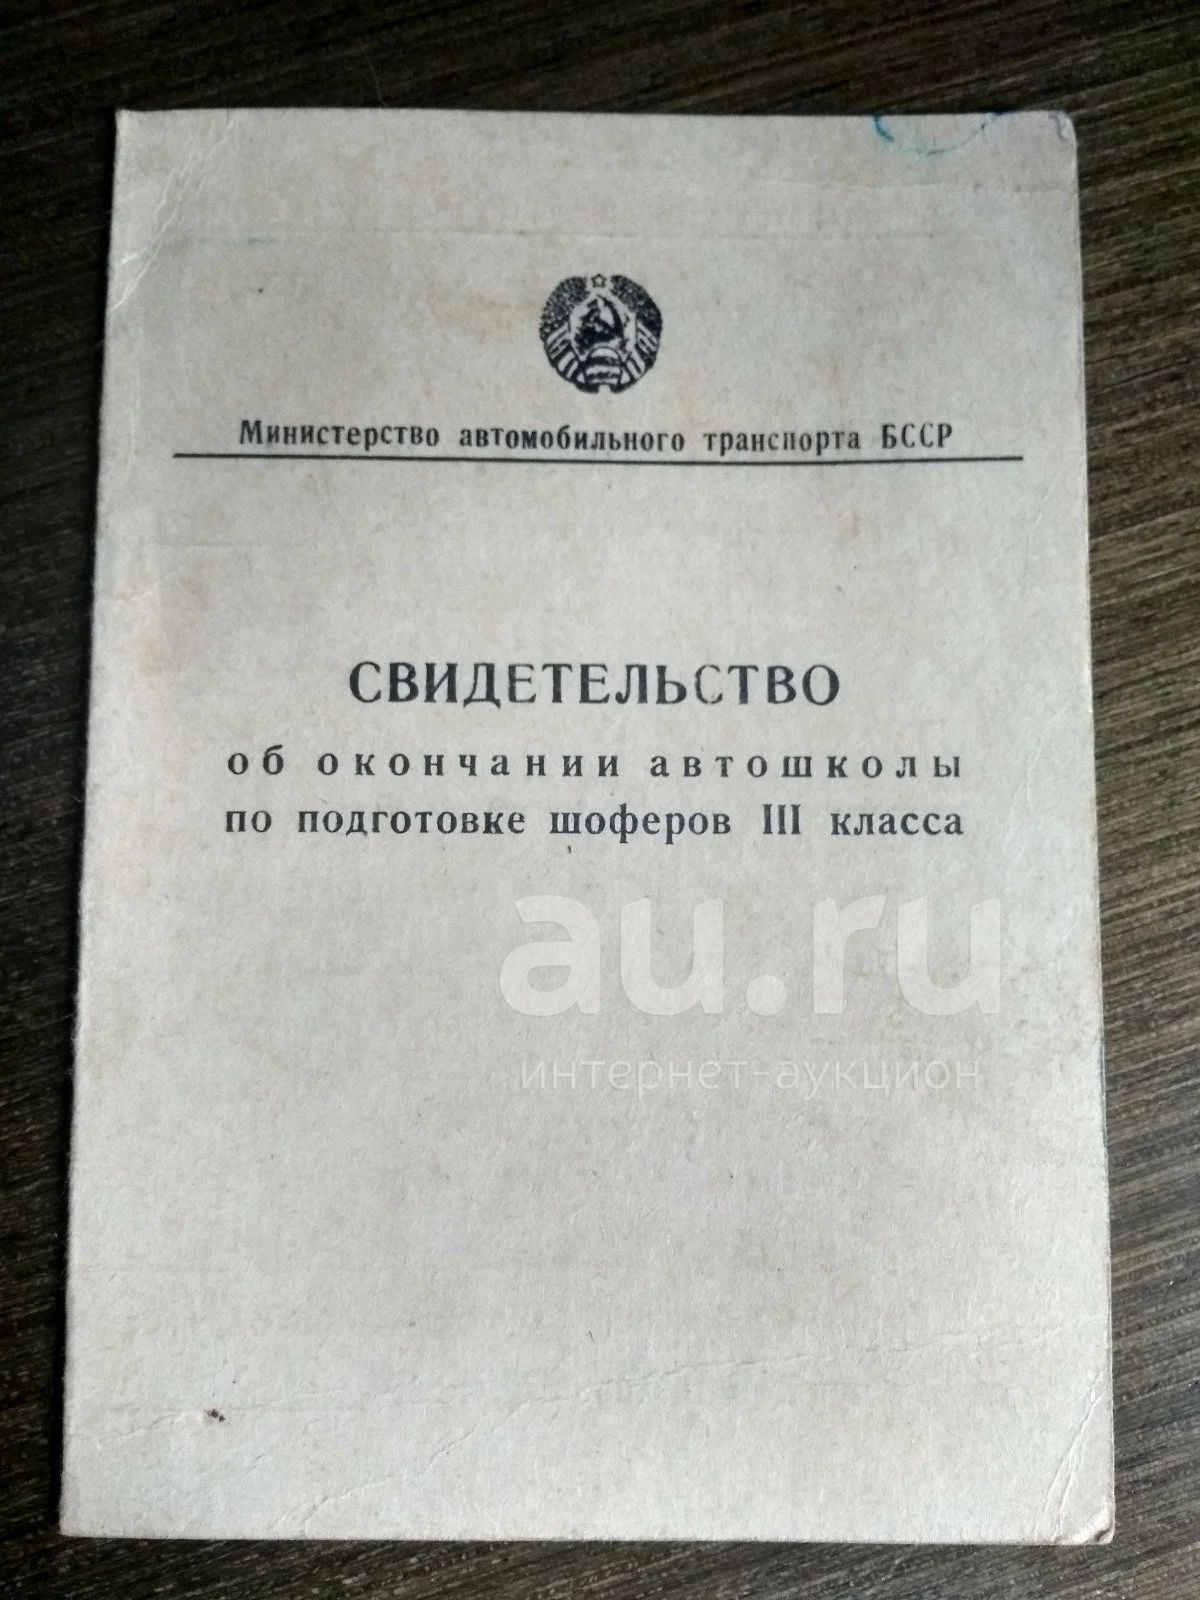 Министерство автомобильного транспорта БССР
СВИДЕТЕЛЬСТВО
об окончании автошколы
по подготовке шоферов III класса
au.ru
интернет-аукцион